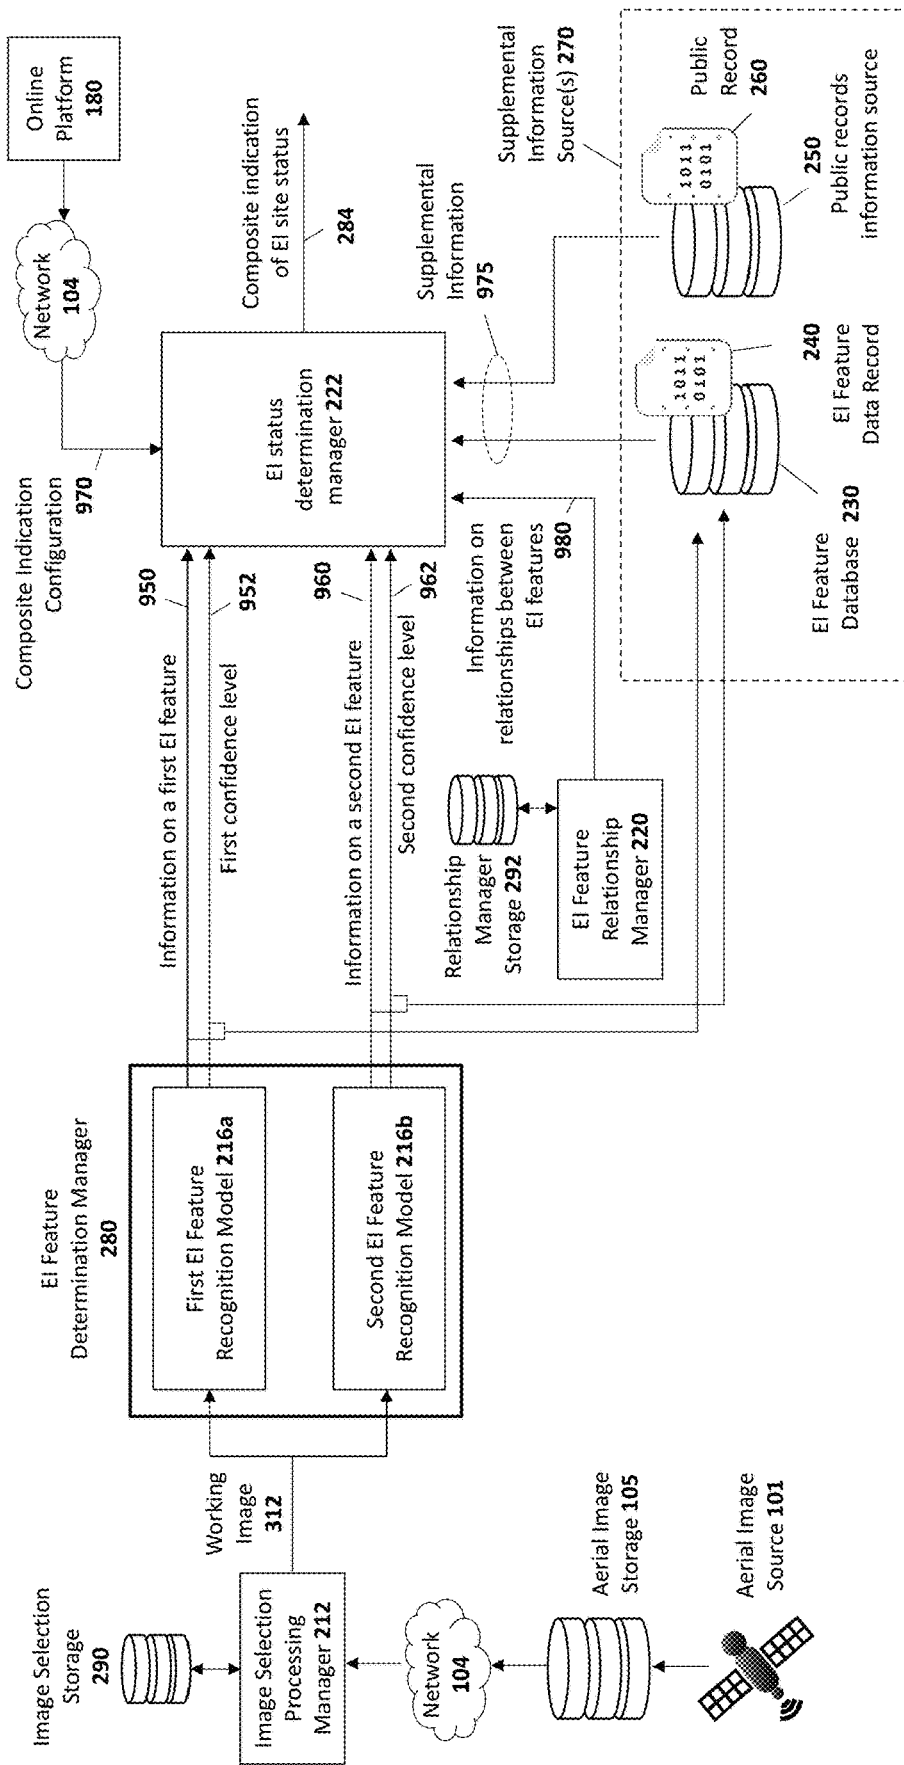 Image Selection
Storage
290
Image Selection
Processing
Manager 212
Network
104
Aerial Image
Storage 105
Aerial Image
Source 101
Working
Image
312
EI Feature
Determination Manager
280
First EI Feature
Recognition Model 216a
Second EI Feature
Recognition Model 216b
Information on a first EI feature
950
First confidence level
952
Information on a second EI feature
960
Second confidence level
962
Relationship
Manager
Storage 292
EI Feature
Relationship
Manager 220
Information on
relationships between
EI features
980
Composite Indication
Configuration
970
Network
104
Online
Platform
180
EI status
determination
manager 222
Composite indication
of EI site status
284
Supplemental
Information
975
Supplemental
Information
Source(s) 270
EI Feature
Database 230
1011
0101
EI Feature
Data Record
240
1011
0101
Public
Record
260
Public records
information source
250